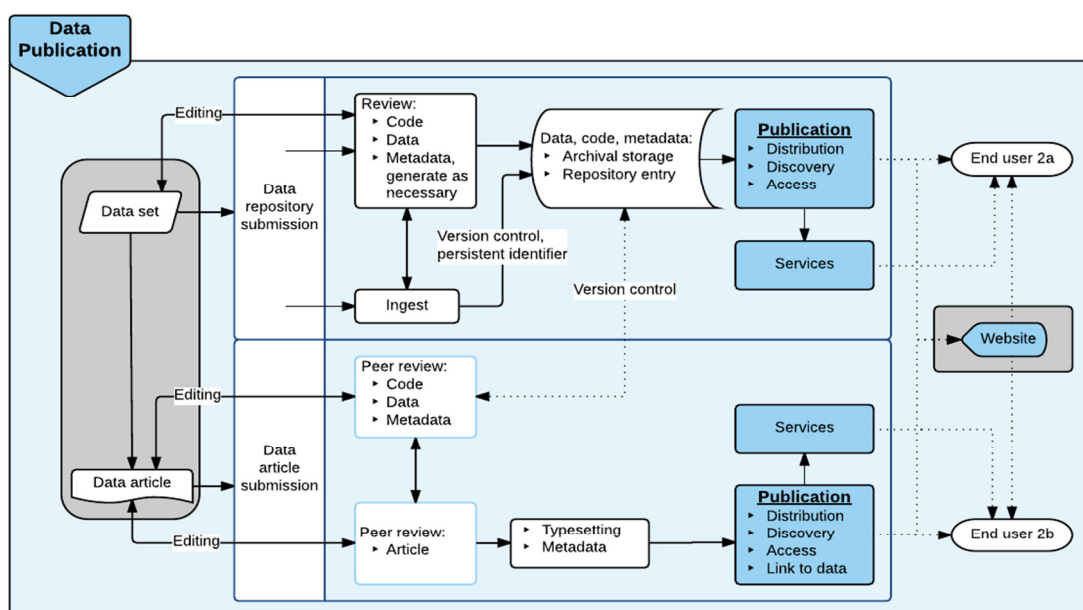 Data
Publication
Editing
Data set
Data
repository
submission
Review:
‣ Code
‣ Data
‣ Metadata,
generate as
necessary
Version control,
persistent identifier
Ingest
Data, code, metadata:
‣ Archival storage
‣ Repository entry
Version control
Publication
‣ Distribution
‣ Discovery
‣ Access
Services
End user 2a
Website
Editing
Data article
Data
article
submission
Editing
Peer review:
‣ Code
‣ Data
‣ Metadata
Peer review:
‣ Article
‣ Typesetting
‣ Metadata
Services
Publication
‣ Distribution
‣ Discovery
‣ Access
‣ Link to data
End user 2b